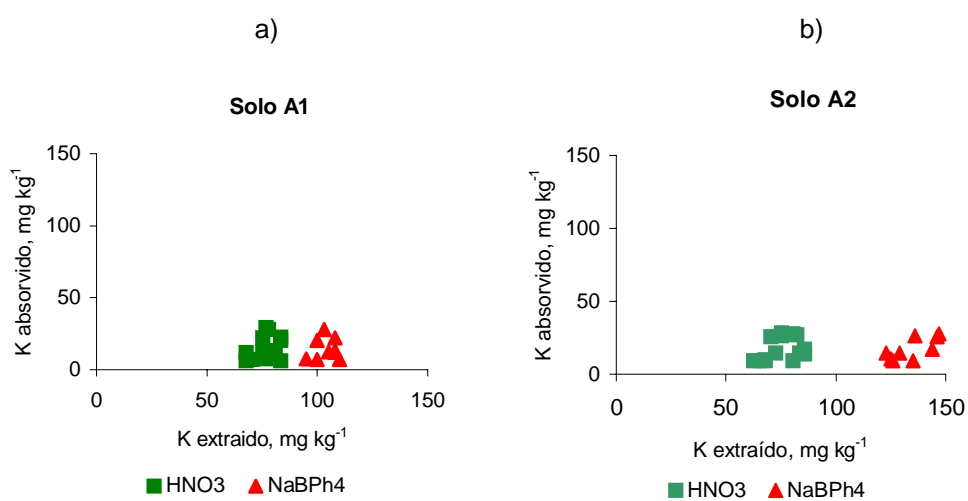 a)
Solo A1
K absorvido, mg kg-1
150
100
50
0
0 50 100 150
K extraido, mg kg-1
HNO3 NaBPh4
b)
Solo A2
K absorvido, mg kg-1
150
100
50
0
0 50 100 150
K extraído, mg kg-1
HNO3 NaBPh4